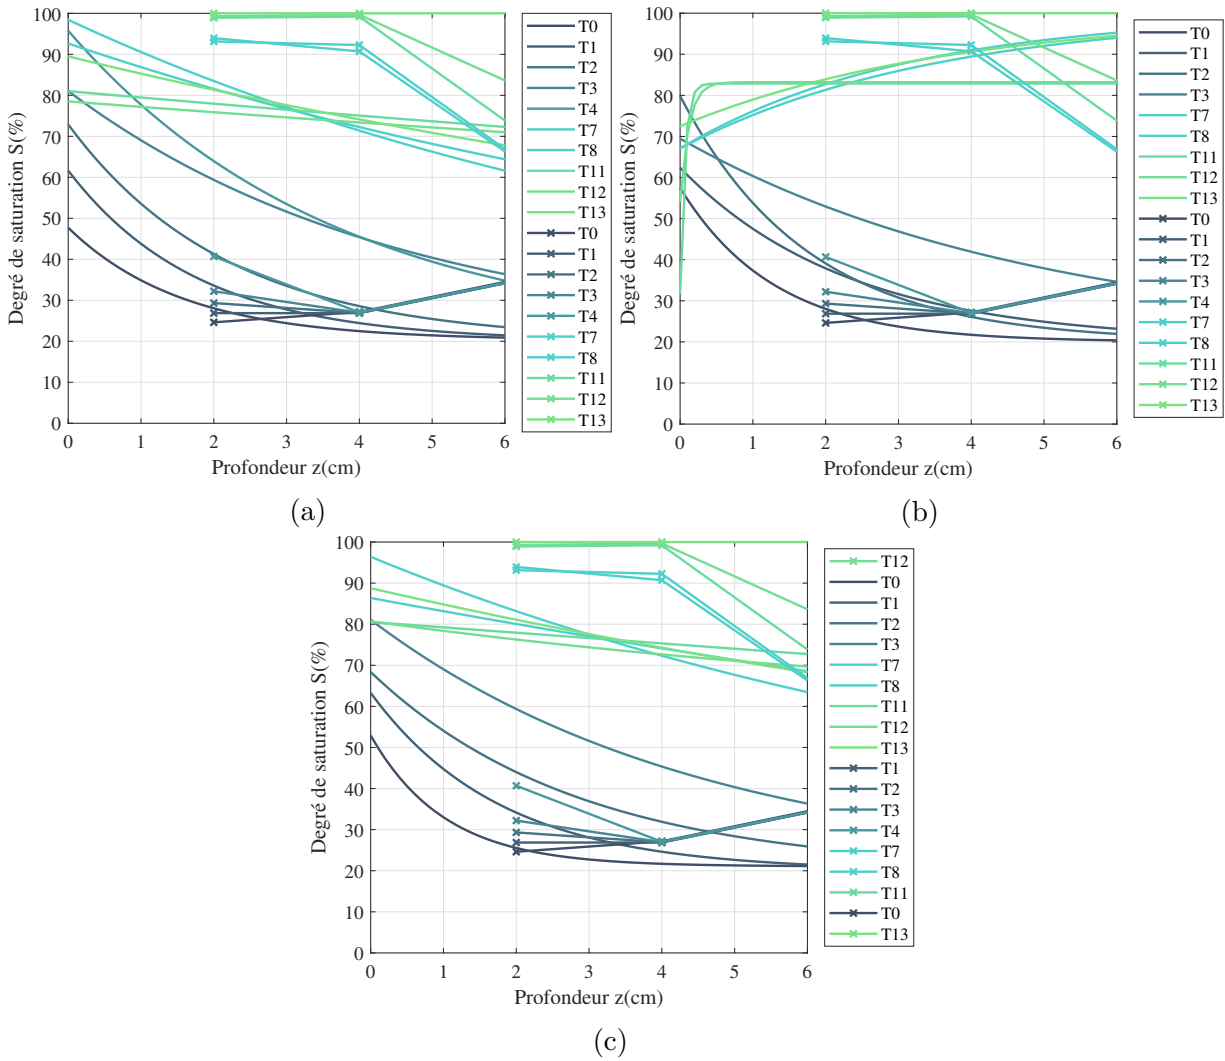 100
90
80
70
60
50
40
30
20
10
0
Degré de saturation S(%)
0 1 2 3 4 5 6
Profondeur z(cm)
T0
T1
T2
T3
T4
T7
T8
T11
T12
T13
T0
T1
T2
T3
T4
T7
T8
T11
T12
T13
(a)
100
90
80
70
60
50
40
30
20
10
0
Degré de saturation S(%)
0 1 2 3 4 5 6
Profondeur z(cm)
T0
T1
T2
T3
T7
T8
T11
T12
T13
T0
T1
T2
T3
T4
T7
T8
T11
T12
T13
(b)
100
90
80
70
60
50
40
30
20
10
0
Degré de saturation S(%)
0 1 2 3 4 5 6
Profondeur z(cm)
T12
T0
T1
T2
T3
T7
T8
T11
T12
T13
T1
T2
T3
T4
T7
T8
T11
T0
T13
(c)